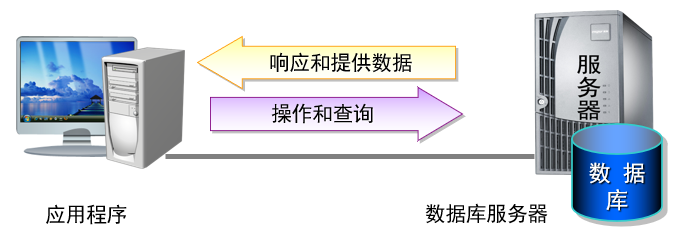 响应和提供数据
操作和查询
服务器
数 据
库
应用程序
数据库服务器